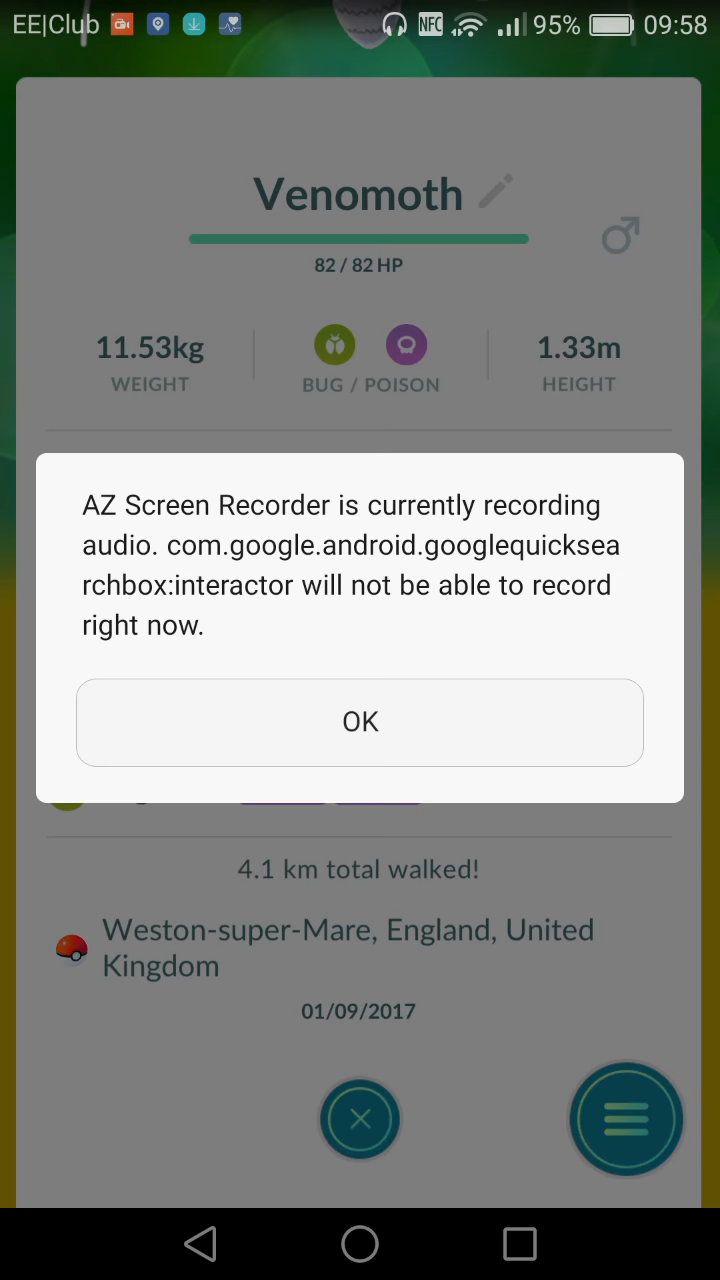 EE|Club
NFC
95%
09:58
Venomoth
82 / 82 HP
11.53kg
WEIGHT
BUG / POISON
1.33m
HEIGHT
AZ Screen Recorder is currently recording
audio. com.google.android.googlequicksea
rchbox:interactor will not be able to record
right now.
OK
4.1 km total walked!
Weston-super-Mare, England, United
Kingdom
01/09/2017